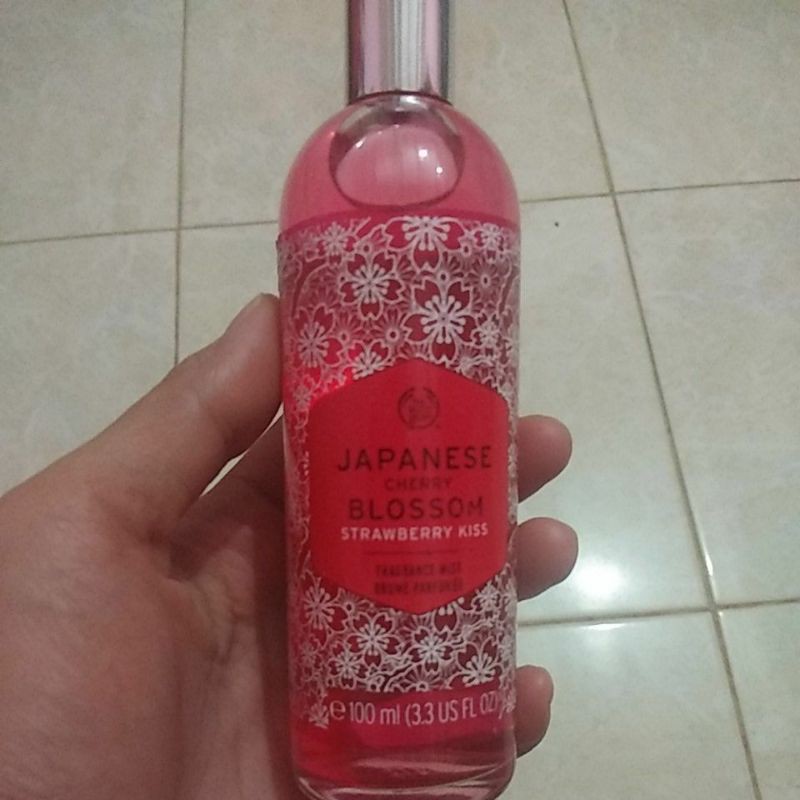 JAPANESE
CHERRY
BLOSSOM
STRAWBERRY KISS
FRAGRANCE MIST
BRUME PARFUMÉE
℮ 100 ml (3.3 US FL OZ)